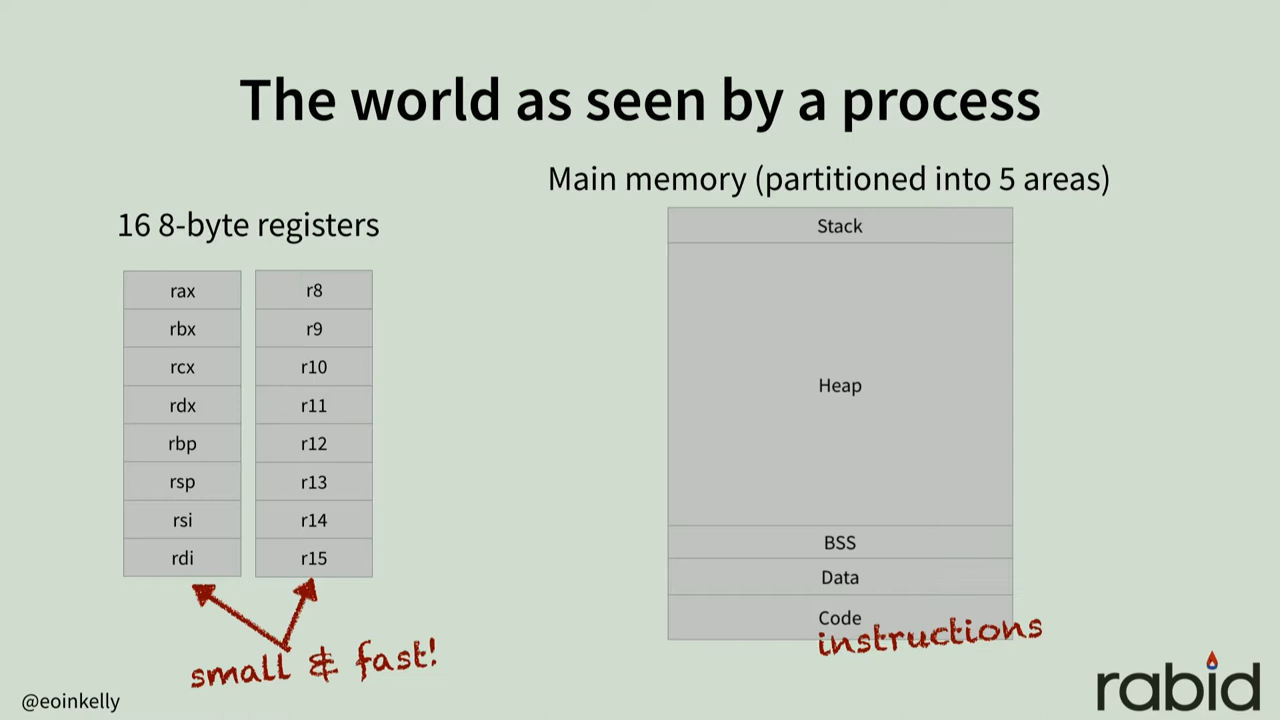 The world as seen by a process
16 8-byte registers
rax
rbx
rcx
rdx
rbp
rsp
rsi
rdi
r8
r9
r10
r11
r12
r13
r14
r15
small & fast!
Main memory (partitioned into 5 areas)
Stack
Heap
BSS
Data
Code
instructions
@eoinkelly
rabid